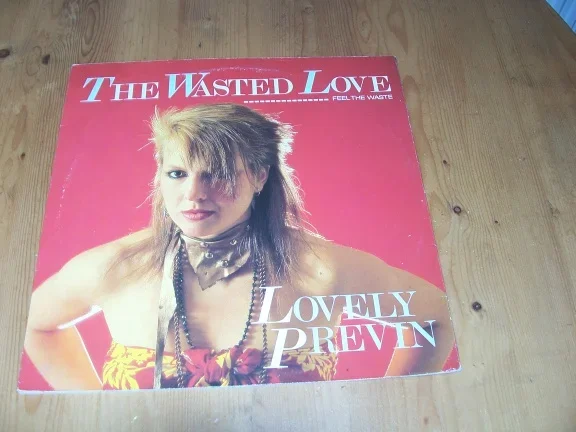 THE WASTED LOVE
FEEL THE WASTE
LOVELY
PREVIN